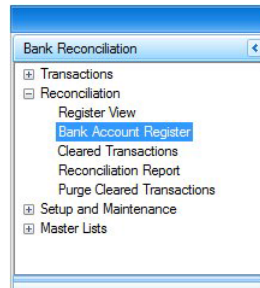 Bank Reconciliation
Transactions
Reconciliation
Register View
Bank Account Register
Cleared Transactions
Reconciliation Report
Purge Cleared Transactions
Setup and Maintenance
Master Lists